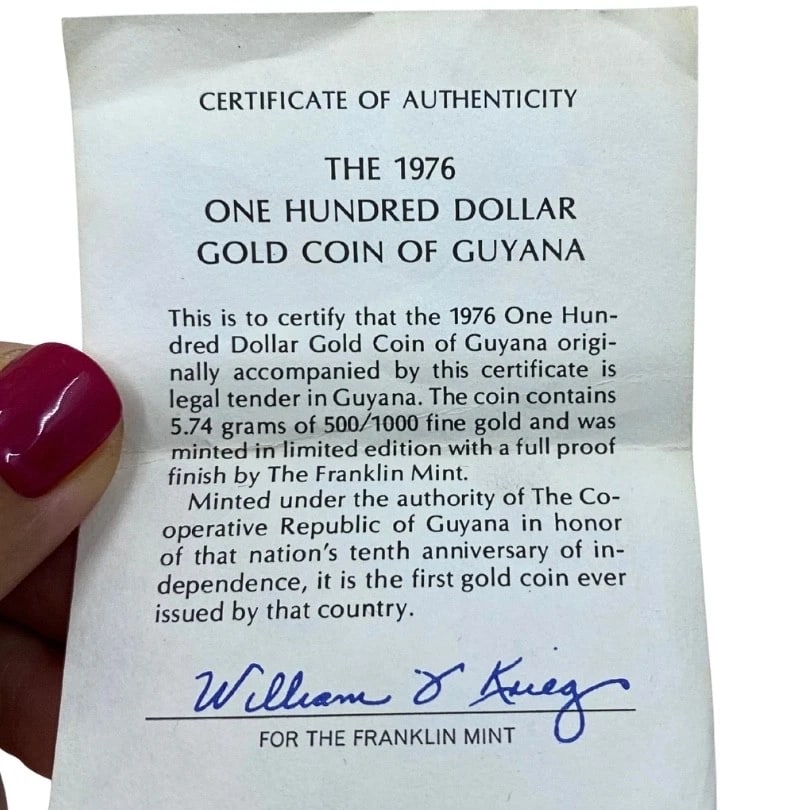 CERTIFICATE OF AUTHENTICITY
THE 1976
ONE HUNDRED DOLLAR
GOLD COIN OF GUYANA
This is to certify that the 1976 One Hun-
dred Dollar Gold Coin of Guyana origi-
nally accompanied by this certificate is
legal tender in Guyana. The coin contains
5.74 grams of 500/1000 fine gold and was
minted in limited edition with a full proof
finish by The Franklin Mint.
Minted under the authority of The Co-
operative Republic of Guyana in honor
of that nation's tenth anniversary of in-
dependence, it is the first gold coin ever
issued by that country.
William Krieg
FOR THE FRANKLIN MINT